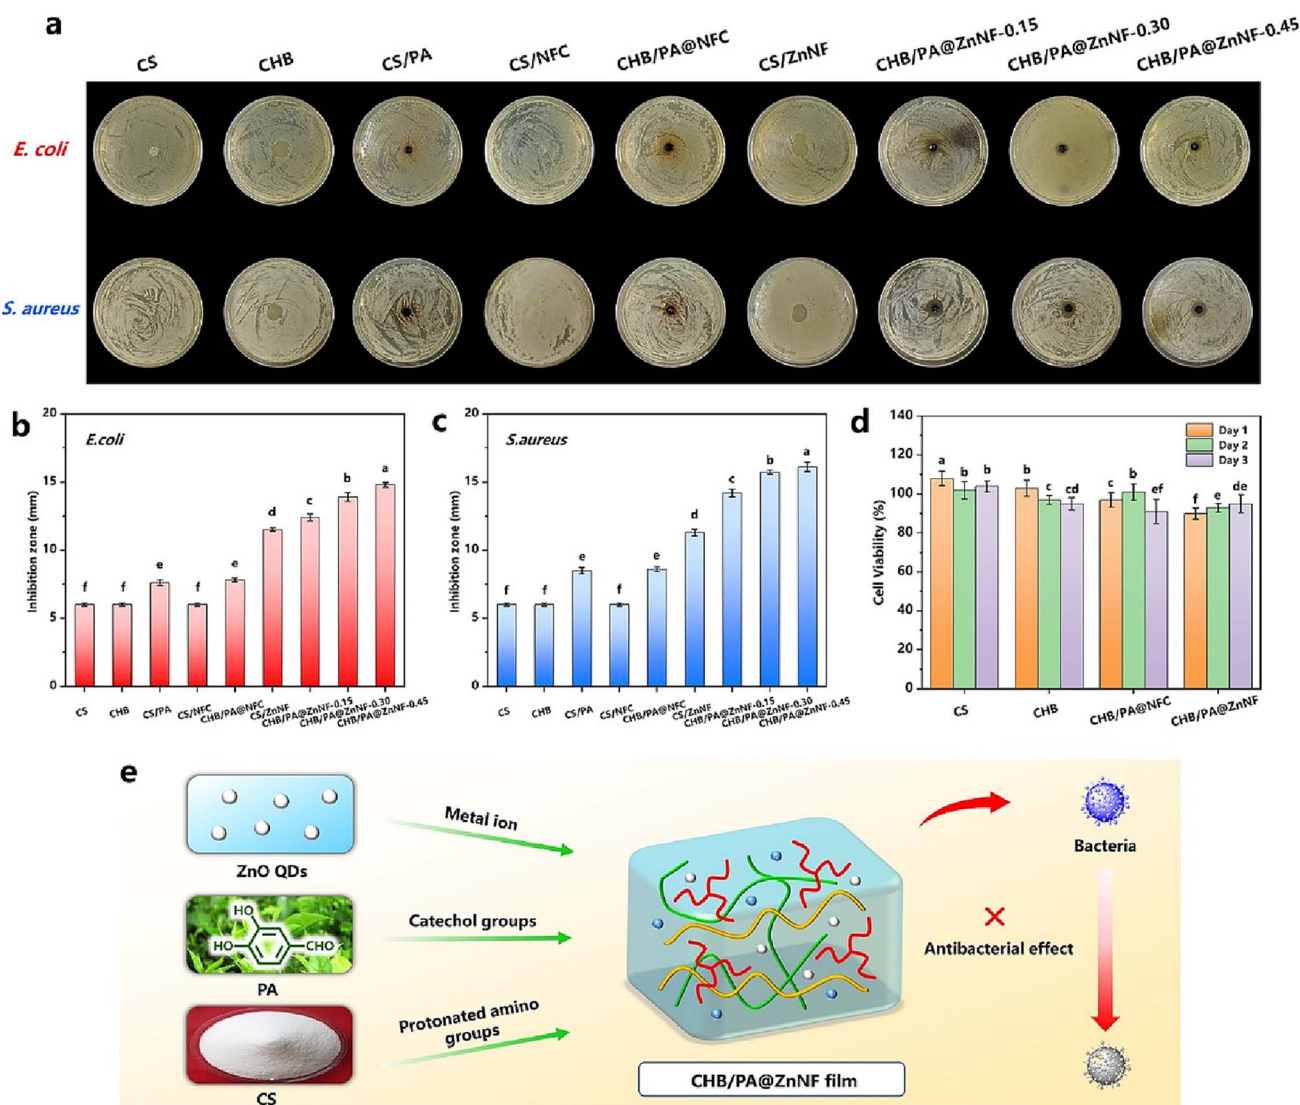 a
CS
CHB
CS/PA
CS/NFC
CHB/PA@NFC
CS/ZnNF
CHB/PA@ZnNF-0.15
CHB/PA@ZnNF-0.30
CHB/PA@ZnNF-0.45
E. coli
S. aureus
b
E.coli
Inhibition zone (mm)
20
15
10
5
0
f
f
e
f
e
d
c
b
a
CS
CHB
CS/PA
CS/NFC
CHB/PA@NFC
CS/ZnNF
CHB/PA@ZnNF-0.15
CHB/PA@ZnNF-0.30
CHB/PA@ZnNF-0.45
c
S.aureus
Inhibition zone (mm)
20
15
10
5
0
f
f
e
f
e
d
c
b
a
CS
CHB
CS/PA
CS/NFC
CHB/PA@NFC
CS/ZnNF
CHB/PA@ZnNF-0.15
CHB/PA@ZnNF-0.30
CHB/PA@ZnNF-0.45
d
Cell Viability (%)
140
120
100
80
60
40
20
0
Day 1
Day 2
Day 3
a
b
b
b
c
cd
c
b
ef
f
e
de
CS
CHB
CHB/PA@NFC
CHB/PA@ZnNF
e
ZnO QDs
Metal ion
HO
HO
CHO
PA
Catechol groups
CS
Protonated amino
groups
CHB/PA@ZnNF film
Bacteria
Antibacterial effect